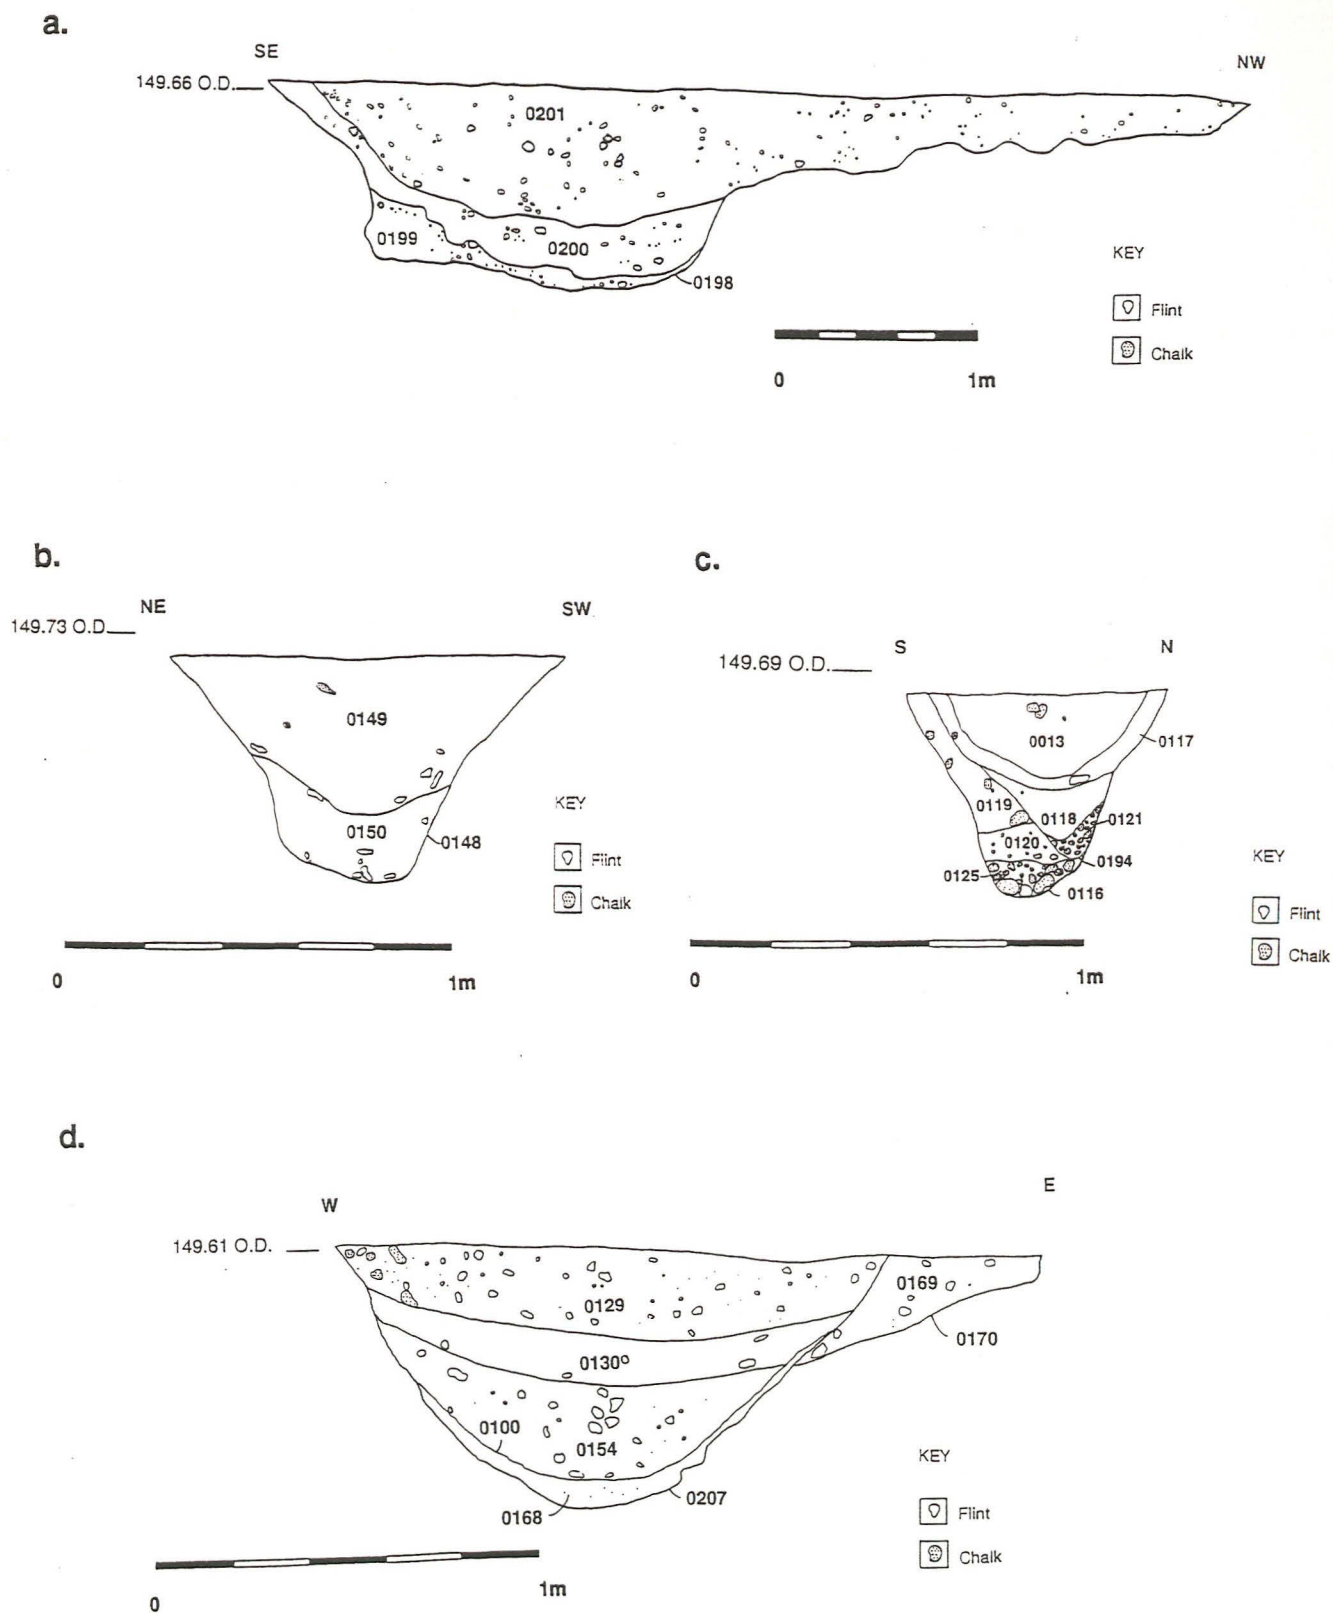 a.
SE
NW
149.66 O.D.
0201
0199
0200
0198
KEY
Flint
Chalk
0 1m
b.
NE
SW
149.73 O.D.
0149
0150
0148
KEY
Flint
Chalk
0 1m
c.
S
N
149.69 O.D.
0013
0117
0119
0118
0121
0120
0194
0125
0116
KEY
Flint
Chalk
0 1m
d.
W
E
149.61 O.D.
0129
0169
0170
0130
0100
0154
0168
0207
KEY
Flint
Chalk
0 1m